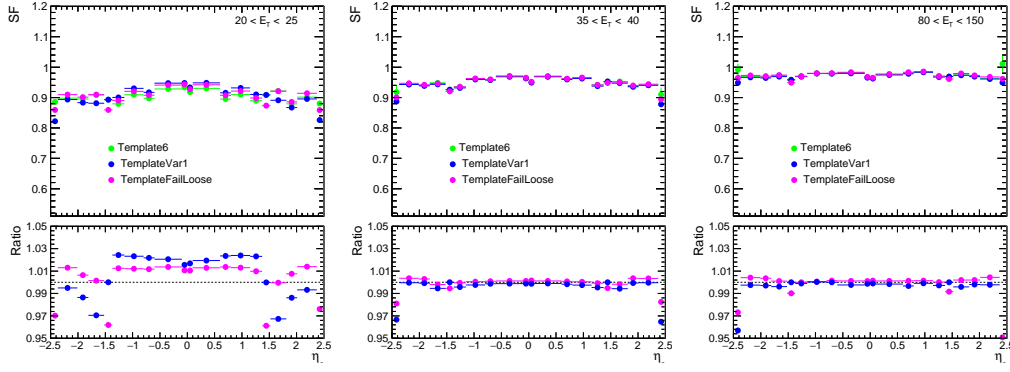 SF
20 < E_T < 25
1.2
1.1
1
0.9
0.8
0.7
0.6
Template6
TemplateVar1
TemplateFailLoose
Ratio
1.05
1.03
1.01
0.99
0.97
0.95
−2.5 −2 −1.5 −1 −0.5 0 0.5 1 1.5 2 2.5
η
SF
35 < E_T < 40
1.2
1.1
1
0.9
0.8
0.7
0.6
Template6
TemplateVar1
TemplateFailLoose
Ratio
1.05
1.03
1.01
0.99
0.97
0.95
−2.5 −2 −1.5 −1 −0.5 0 0.5 1 1.5 2 2.5
η
SF
80 < E_T < 150
1.2
1.1
1
0.9
0.8
0.7
0.6
Template6
TemplateVar1
TemplateFailLoose
Ratio
1.05
1.03
1.01
0.99
0.97
0.95
−2.5 −2 −1.5 −1 −0.5 0 0.5 1 1.5 2 2.5
η